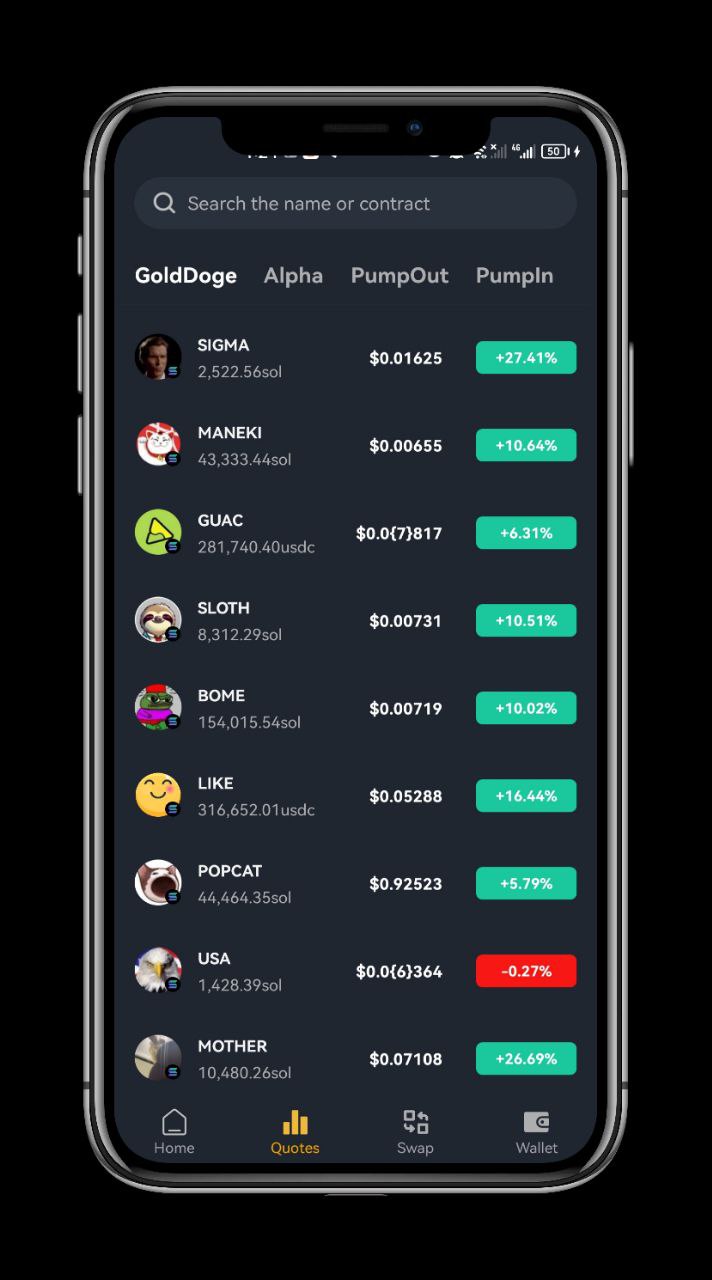 4G 50
Search the name or contract
GoldDoge Alpha PumpOut PumpIn
SIGMA
2,522.56sol
$0.01625
+27.41%
MANEKI
43,333.44sol
$0.00655
+10.64%
GUAC
281,740.40usdc
$0.0{7}817
+6.31%
SLOTH
8,312.29sol
$0.00731
+10.51%
BOME
154,015.54sol
$0.00719
+10.02%
LIKE
316,652.01usdc
$0.05288
+16.44%
POPCAT
44,464.35sol
$0.92523
+5.79%
USA
1,428.39sol
$0.0{6}364
-0.27%
MOTHER
10,480.26sol
$0.07108
+26.69%
Home Quotes Swap Wallet